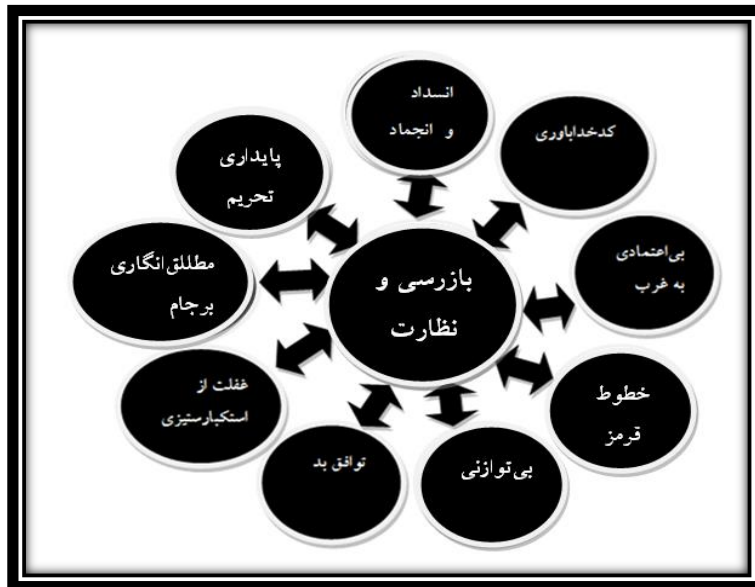 انسداد
و انجماد
کدخداباوری
بی‌اعتمادی
به غرب
خطوط
قرمز
بی‌توازنی
توافق بد
غفلت از
استکبارستیزی
مطللق‌انگاری
برجام
پایداری
تحریم
بازرسی و
نظارت